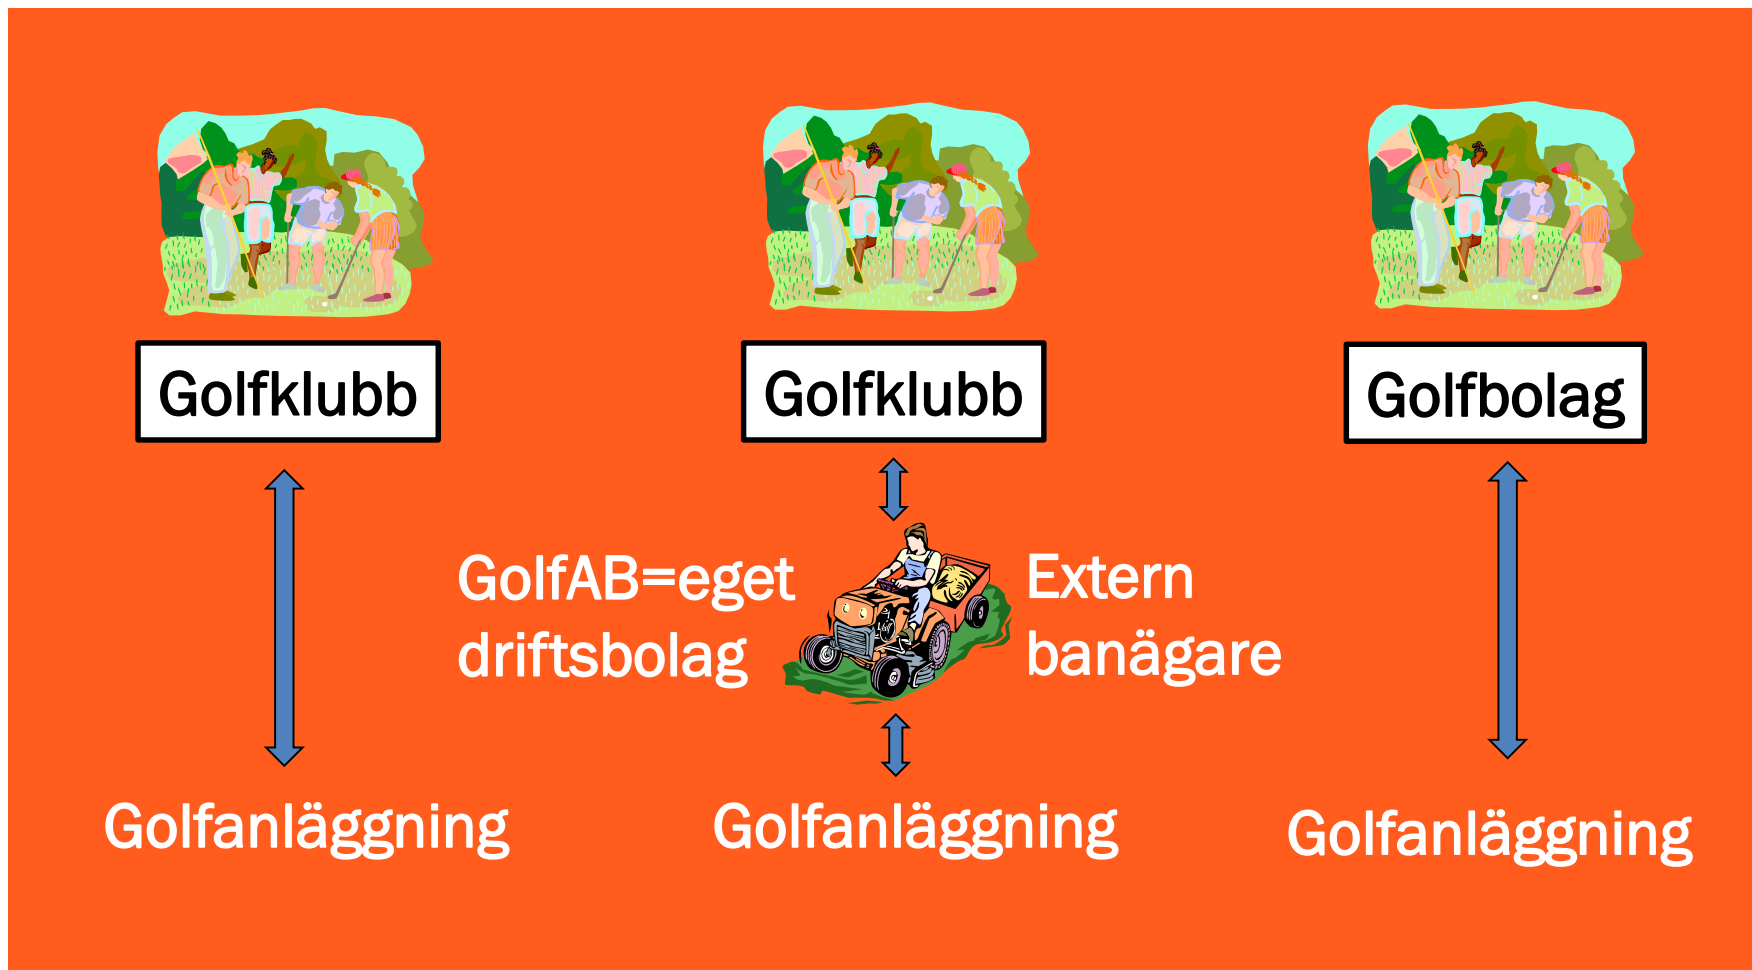 Golfklubb
Golfklubb
Golfbolag
GolfAB=eget
driftsbolag
Extern
banägare
Golfanläggning
Golfanläggning
Golfanläggning